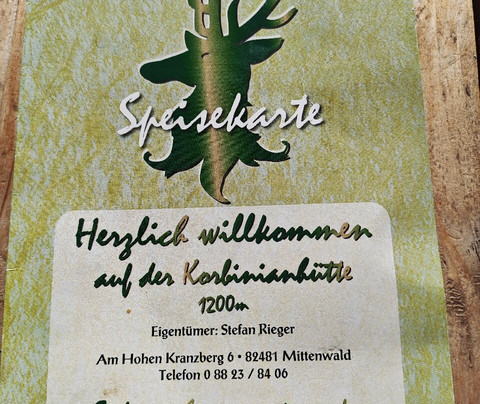 Speisekarte
Herzlich willkommen
auf der Korbinianhütte
1200m
Eigentümer: Stefan Rieger
Am Hohen Kranzberg 6 • 82481 Mittenwald
Telefon 0 88 23 / 84 06